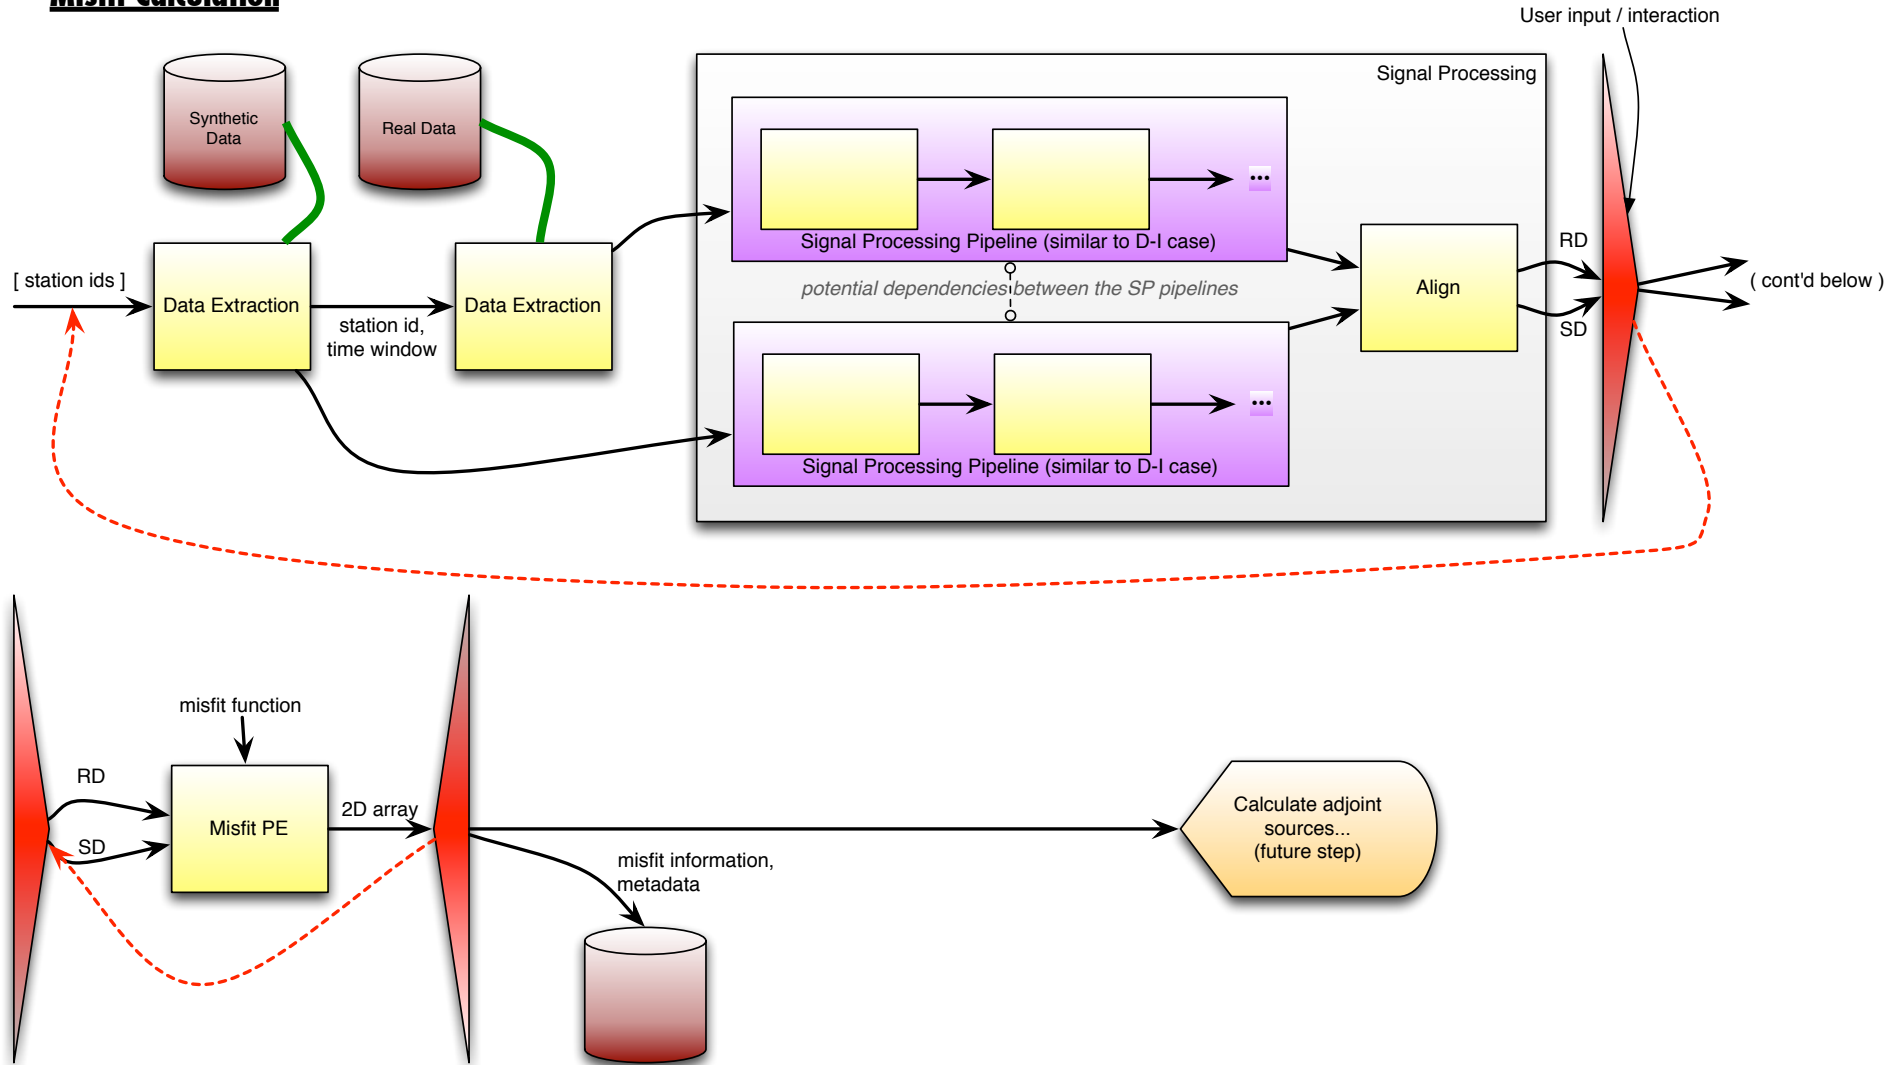 Misfit Calculation
User input / interaction
Synthetic
Data
Real Data
Signal Processing
Signal Processing Pipeline (similar to D-I case)
...
[ station ids ]
Data Extraction
station id,
time window
Data Extraction
potential dependencies between the SP pipelines
Align
RD
SD
( cont'd below )
...
Signal Processing Pipeline (similar to D-I case)
misfit function
RD
SD
Misfit PE
2D array
misfit information,
metadata
Calculate adjoint
sources...
(future step)